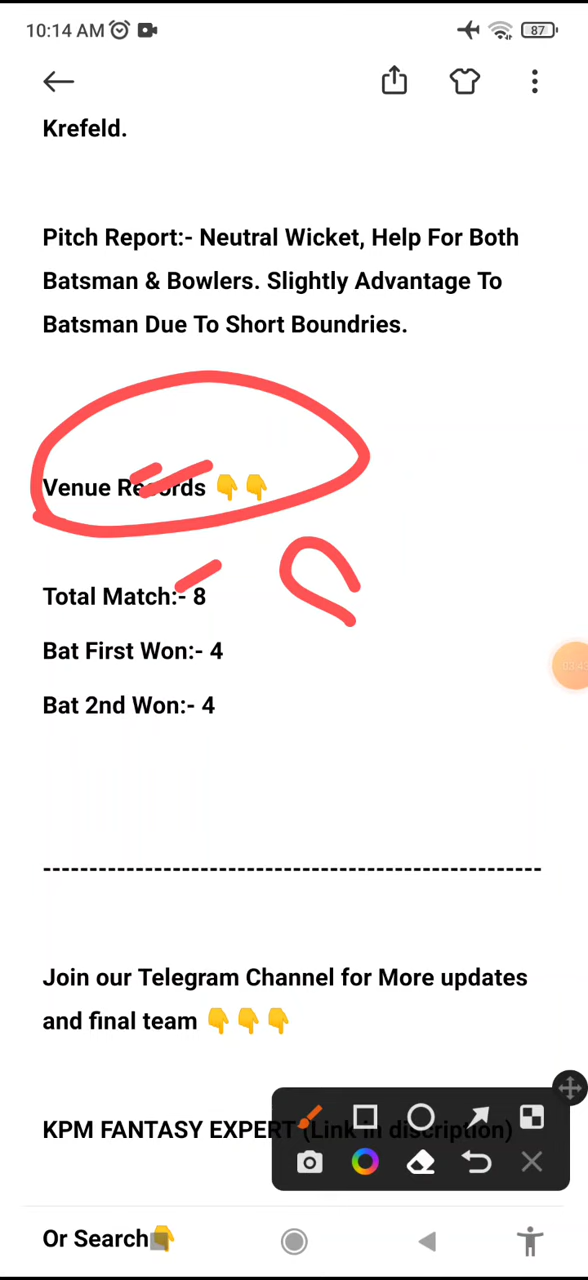 10:14 AM
87
Krefeld.
Pitch Report:- Neutral Wicket, Help For Both
Batsman & Bowlers. Slightly Advantage To
Batsman Due To Short Boundries.
Venue Records 👇👇
Total Match:- 8
Bat First Won:- 4
Bat 2nd Won:- 4
-----------------------------------------------------
Join our Telegram Channel for More updates
and final team 👇👇👇
KPM FANTASY EXPERT (Link in discription)
Or Search👇